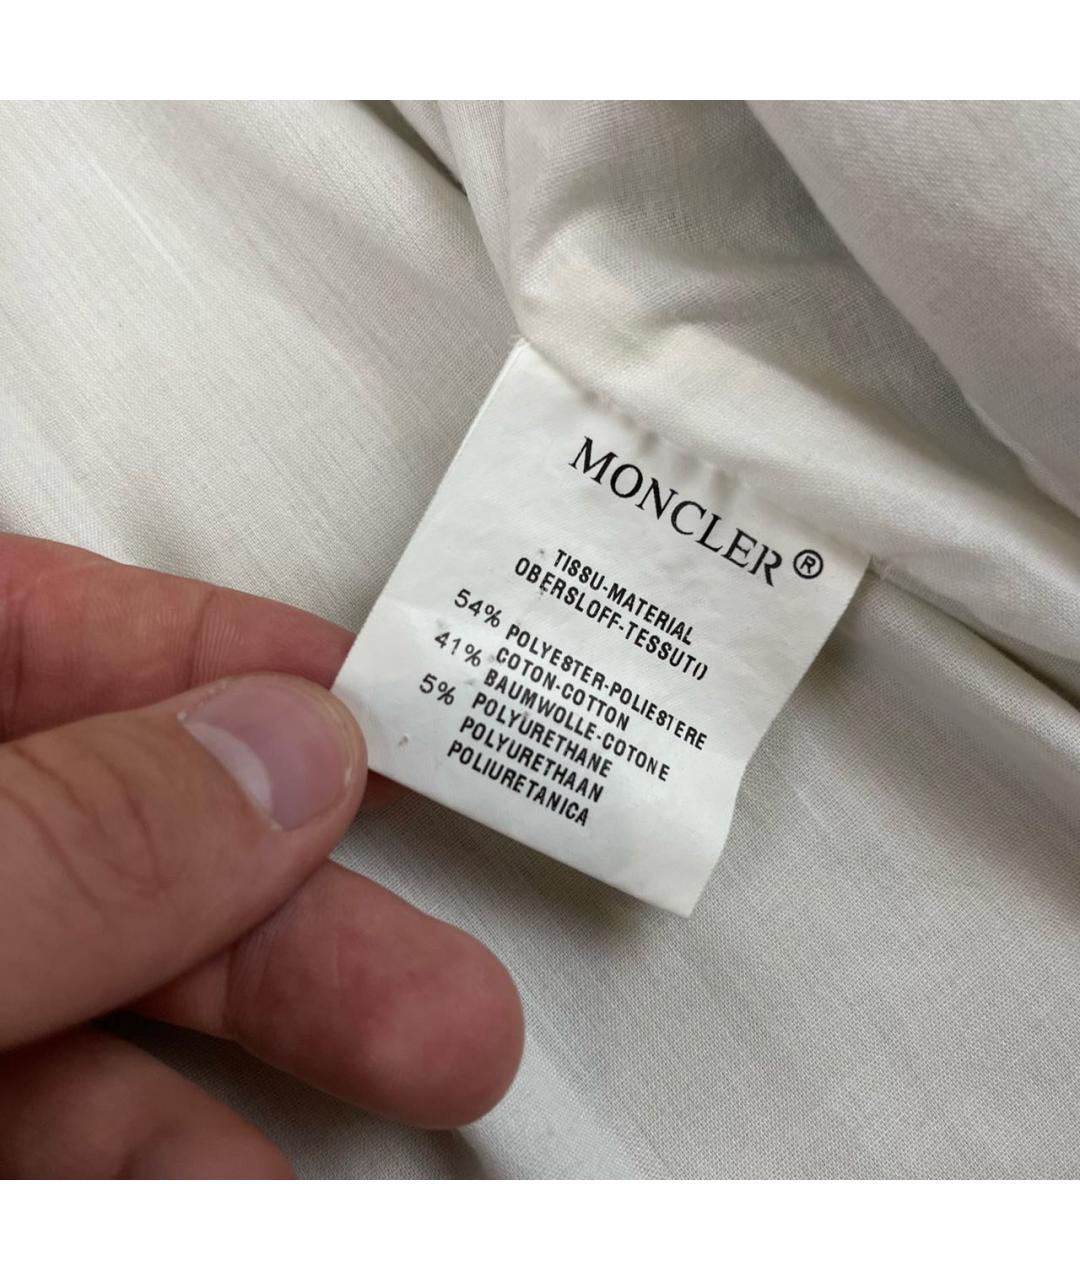 MONCLER®
TISSU-MATERIAL
OBERSLOFF-TESSUTO
54% POLYESTER-POLIESTERE
41% COTON-COTTON
BAUMWOLLE-COTONE
5% POLYURETHANE
POLYURETHAAN
POLIURETANICA